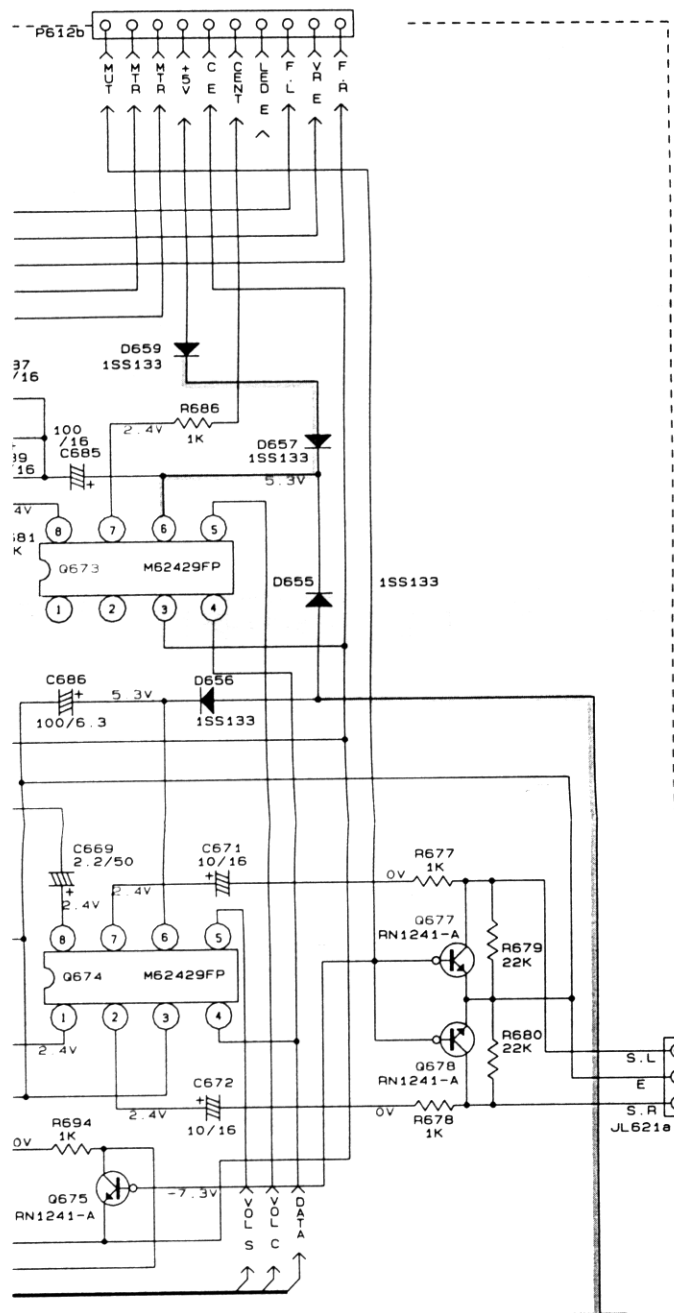 P612b
MUT
MTR
MTR
+5V
C E
CENT
LED E
F.L
VR E
F.R
D659
1SS133
R686
1K
2.4V
100
/16
C685
+
D657
1SS133
5.3V
/16
/16
8
7
6
5
Q673
M62429FP
1
2
3
4
D655
1SS133
C686
+
100/6.3
5.3V
D656
1SS133
C669
2.2/50
+
2.4V
C671
10/16
+
2.4V
0V
R677
1K
Q677
RN1241-A
R679
22K
8
7
6
5
Q674
M62429FP
1
2
3
4
2.4V
Q678
RN1241-A
R680
22K
S.L
E
S.R
JL621a
C672
+
10/16
2.4V
0V
R678
1K
0V
R694
1K
Q675
RN1241-A
-7.3V
VOL S
VOL C
DATA